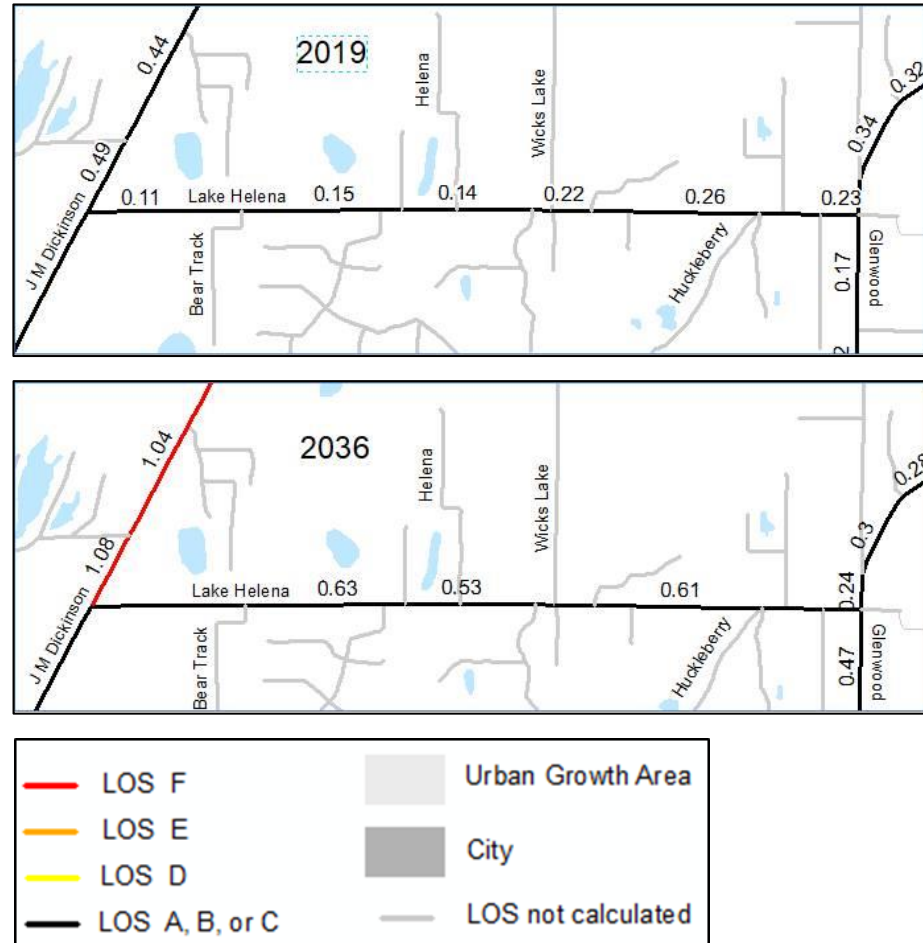 2019
0.44
0.49
J M Dickinson
0.11
Lake Helena
0.15
0.14
0.22
0.26
0.23
Helena
Wicks Lake
0.32
0.34
Bear Track
Huckleberry
0.17
Glenwood
2036
1.04
1.08
J M Dickinson
Lake Helena
0.63
0.53
0.61
Helena
Wicks Lake
0.28
0.3
0.24
Bear Track
Huckleberry
0.47
Glenwood
LOS F
LOS E
LOS D
LOS A, B, or C
Urban Growth Area
City
LOS not calculated